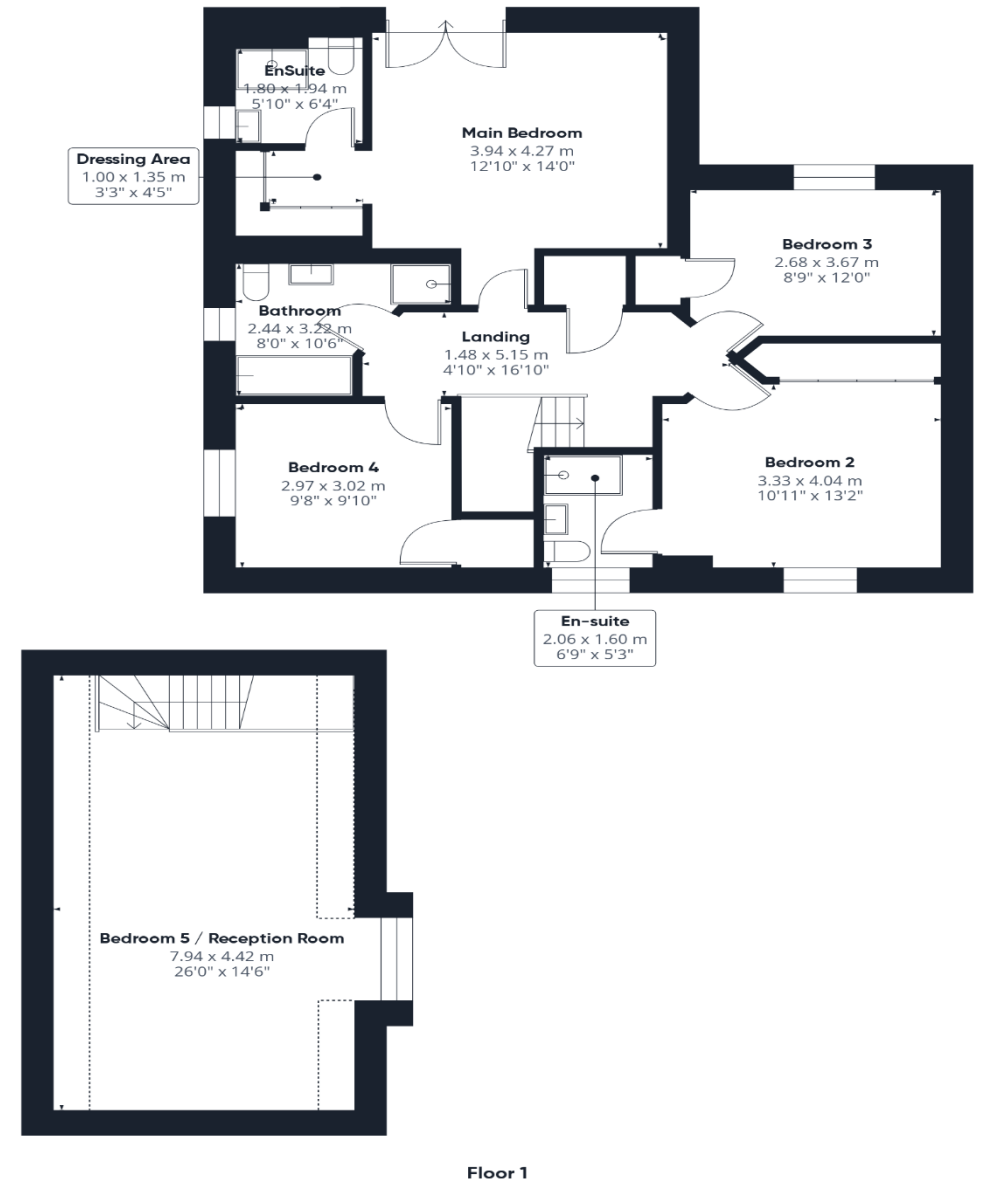 EnSuite
1.80 x 1.94 m
5'10" x 6'4"
Main Bedroom
3.94 x 4.27 m
12'10" x 14'0"
Dressing Area
1.00 x 1.35 m
3'3" x 4'5"
Bedroom 3
2.68 x 3.67 m
8'9" x 12'0"
Bathroom
2.44 x 3.22 m
8'0" x 10'6"
Landing
1.48 x 5.15 m
4'10" x 16'10"
Bedroom 4
2.97 x 3.02 m
9'8" x 9'10"
Bedroom 2
3.33 x 4.04 m
10'11" x 13'2"
En-suite
2.06 x 1.60 m
6'9" x 5'3"
Bedroom 5 / Reception Room
7.94 x 4.42 m
26'0" x 14'6"
Floor 1